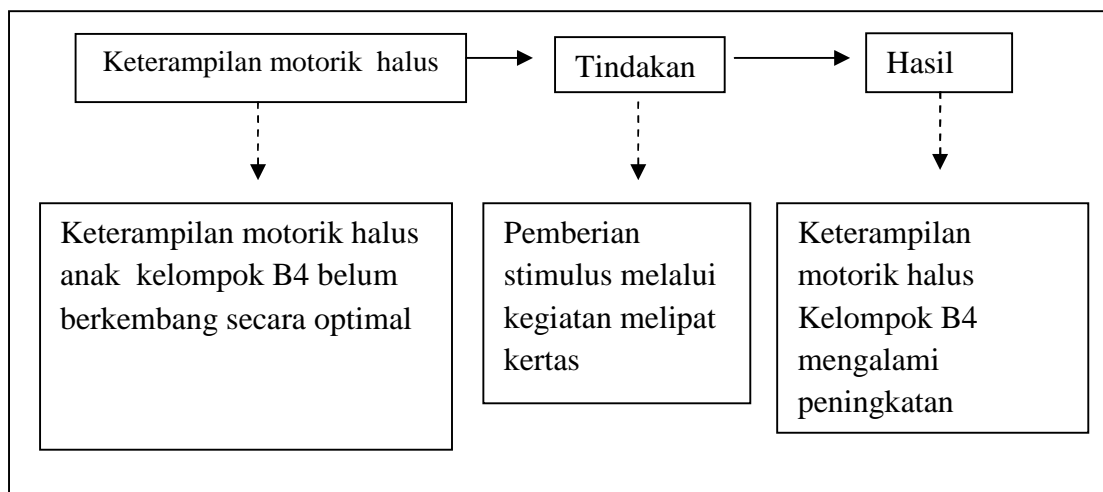 Keterampilan motorik halus
Tindakan
Hasil
Keterampilan motorik halus
anak kelompok B4 belum
berkembang secara optimal
Pemberian
stimulus melalui
kegiatan melipat
kertas
Keterampilan
motorik halus
Kelompok B4
mengalami
peningkatan